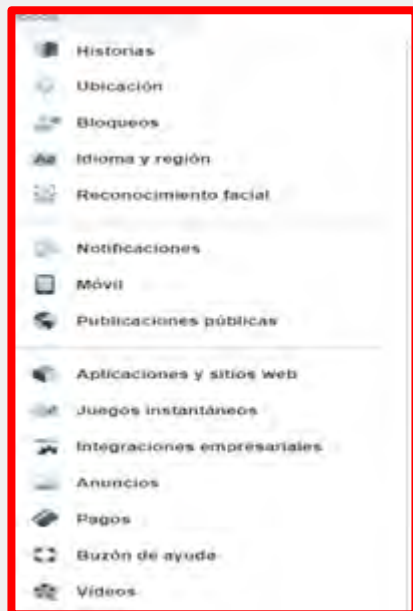 Historias
Ubicación
Bloqueos
Idioma y región
Reconocimiento facial
Notificaciones
Móvil
Publicaciones públicas
Aplicaciones y sitios web
Juegos instantáneos
Integraciones empresariales
Anuncios
Pagos
Buzón de ayuda
Vídeos